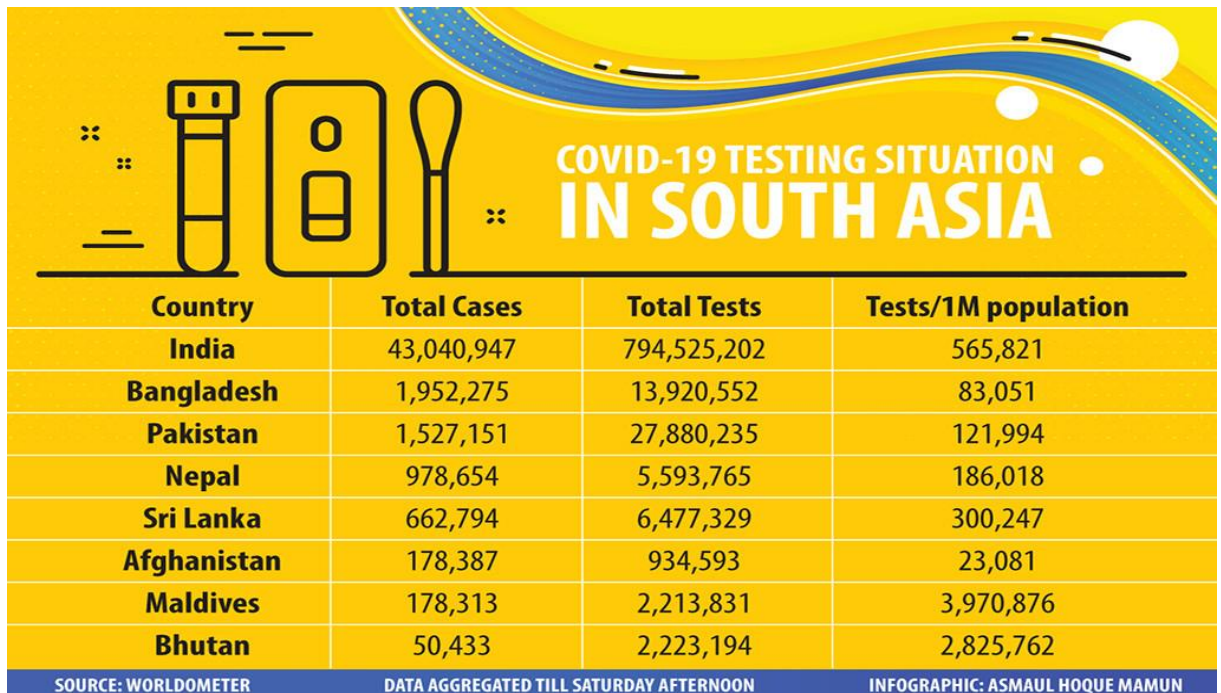 COVID-19 TESTING SITUATION
IN SOUTH ASIA
Country Total Cases Total Tests Tests/1M population
India 43,040,947 794,525,202 565,821
Bangladesh 1,952,275 13,920,552 83,051
Pakistan 1,527,151 27,880,235 121,994
Nepal 978,654 5,593,765 186,018
Sri Lanka 662,794 6,477,329 300,247
Afghanistan 178,387 934,593 23,081
Maldives 178,313 2,213,831 3,970,876
Bhutan 50,433 2,223,194 2,825,762
SOURCE: WORLDOMETER DATA AGGREGATED TILL SATURDAY AFTERNOON INFOGRAPHIC: ASMAUL HOQUE MAMUN